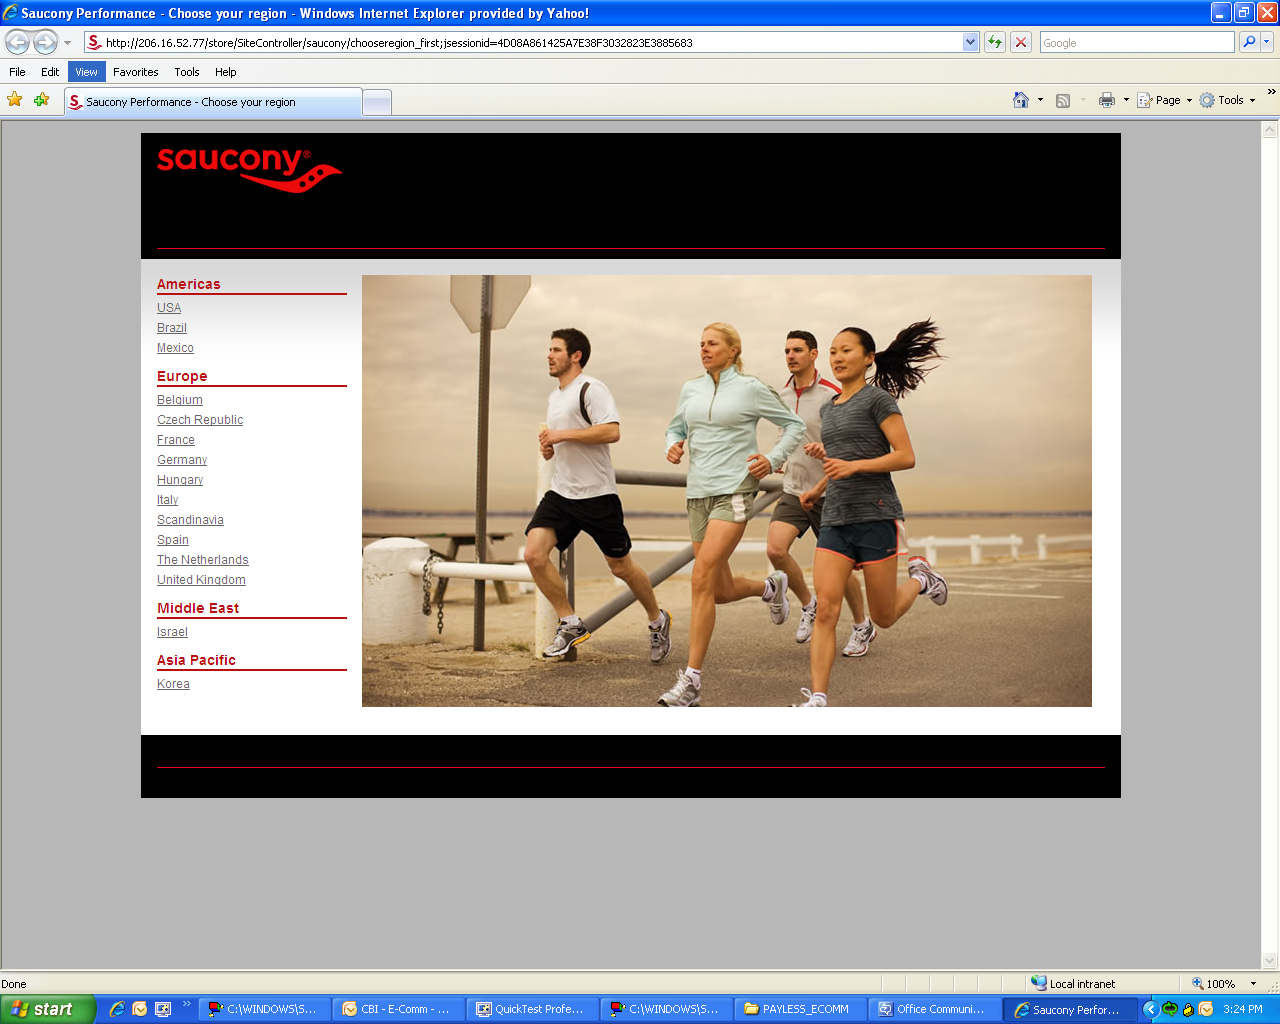 Saucony Performance - Choose your region - Windows Internet Explorer provided by Yahoo!
http://206.16.52.77/store/SiteController/saucony/chooseregion_first;jsessionid=4D08A861425A7E38F3032823E3885683
Google
File Edit View Favorites Tools Help
Saucony Performance - Choose your region
Page Tools
saucony®
Americas
USA
Brazil
Mexico
Europe
Belgium
Czech Republic
France
Germany
Hungary
Italy
Scandinavia
Spain
The Netherlands
United Kingdom
Middle East
Israel
Asia Pacific
Korea
Done
Local intranet
100%
start
C:\WINDOWS\S...
CBI - E-Comm - ...
QuickTest Profe...
C:\WINDOWS\S...
PAYLESS_ECOMM
Office Communi...
Saucony Perfor...
3:24 PM